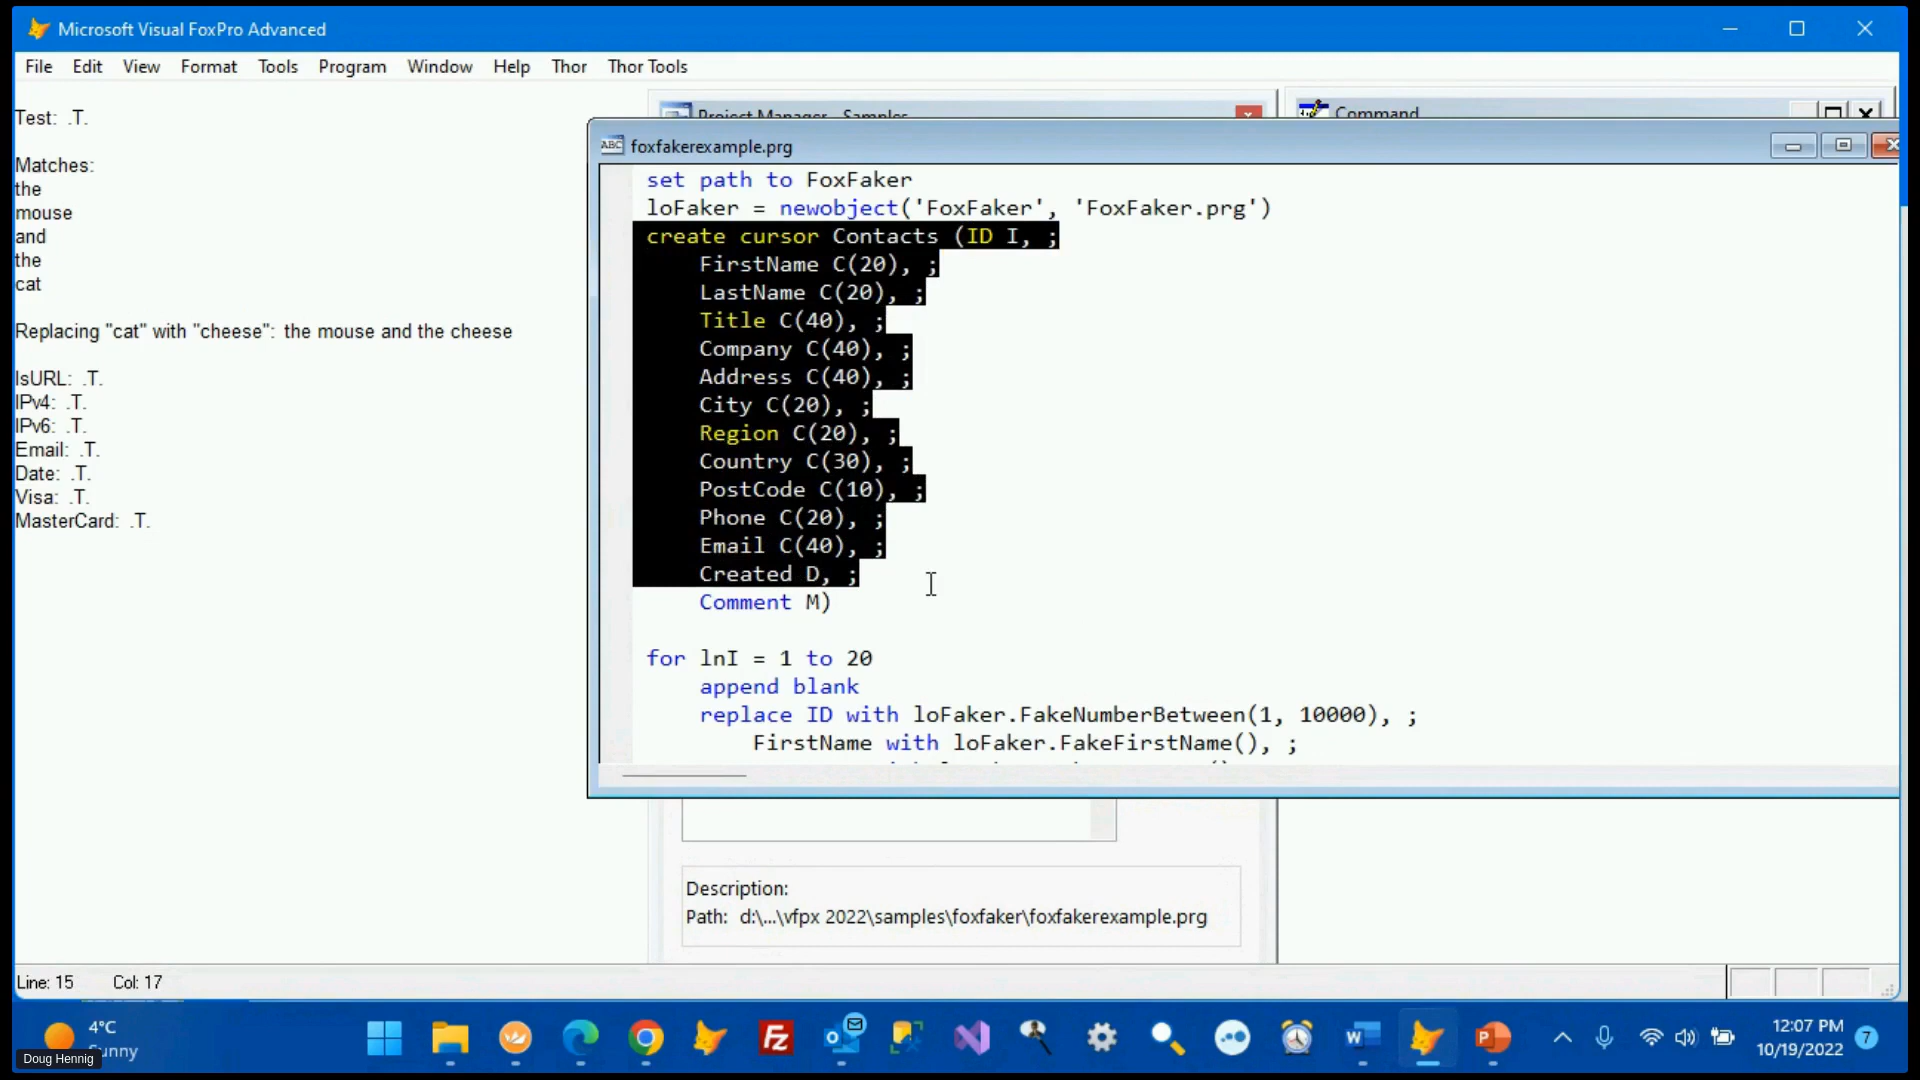 Microsoft Visual FoxPro Advanced
File Edit View Format Tools Program Window Help Thor Thor Tools
Test: .T.
Matches:
the
mouse
and
the
cat
Replacing "cat" with "cheese": the mouse and the cheese
IsURL: .T.
IPv4: .T.
IPv6: .T.
Email: .T.
Date: .T.
Visa: .T.
MasterCard: .T.
Project Manager - Samples
Command
foxfakerexample.prg
set path to FoxFaker
loFaker = newobject('FoxFaker', 'FoxFaker.prg')
create cursor Contacts (ID I, ;
FirstName C(20), ;
LastName C(20), ;
Title C(40), ;
Company C(40), ;
Address C(40), ;
City C(20), ;
Region C(20), ;
Country C(30), ;
PostCode C(10), ;
Phone C(20), ;
Email C(40), ;
Created D, ;
Comment M)
for lnI = 1 to 20
append blank
replace ID with loFaker.FakeNumberBetween(1, 10000), ;
FirstName with loFaker.FakeFirstName(), ;
Description:
Path: d:\...\vfpx 2022\samples\foxfaker\foxfakerexample.prg
Line: 15 Col: 17
4°C
Sunny
Doug Hennig
12:07 PM
10/19/2022
7